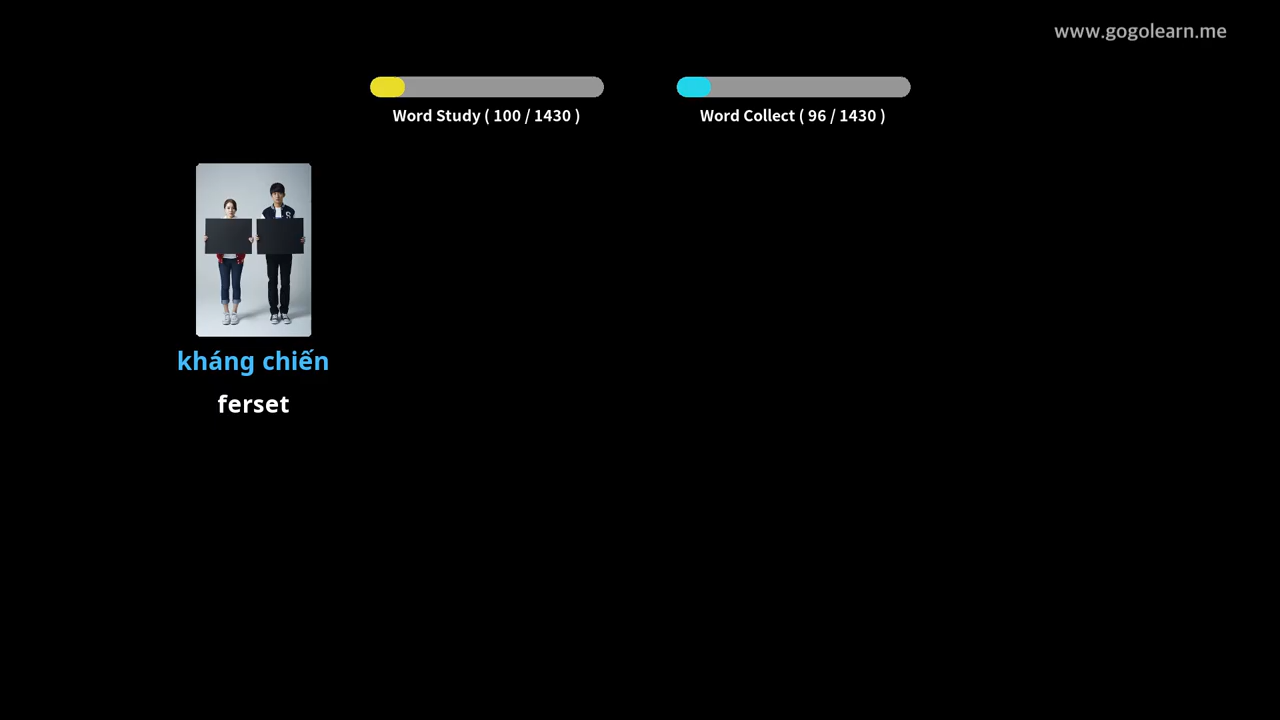 www.gogolearn.me
Word Study ( 100 / 1430 )
Word Collect ( 96 / 1430 )
S
kháng chiến
ferset